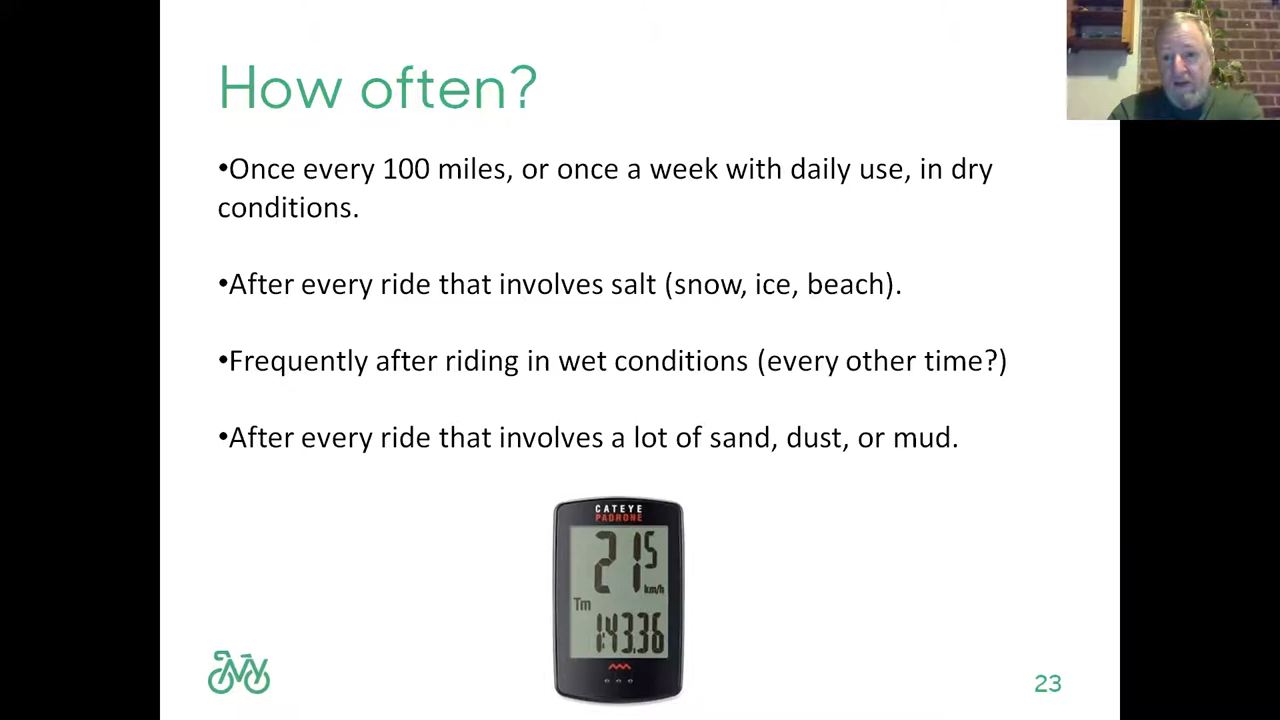 How often?
•Once every 100 miles, or once a week with daily use, in dry
conditions.
•After every ride that involves salt (snow, ice, beach).
•Frequently after riding in wet conditions (every other time?)
•After every ride that involves a lot of sand, dust, or mud.
CATEYE
PADRONE
21 5
km/h
Tm
1:43.36
23